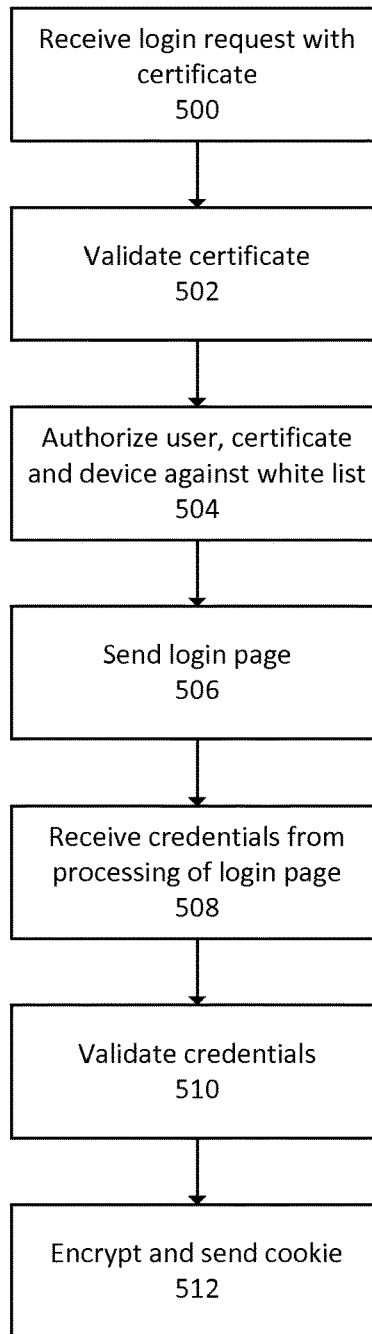 Receive login request with
certificate
500
Validate certificate
502
Authorize user, certificate
and device against white list
504
Send login page
506
Receive credentials from
processing of login page
508
Validate credentials
510
Encrypt and send cookie
512